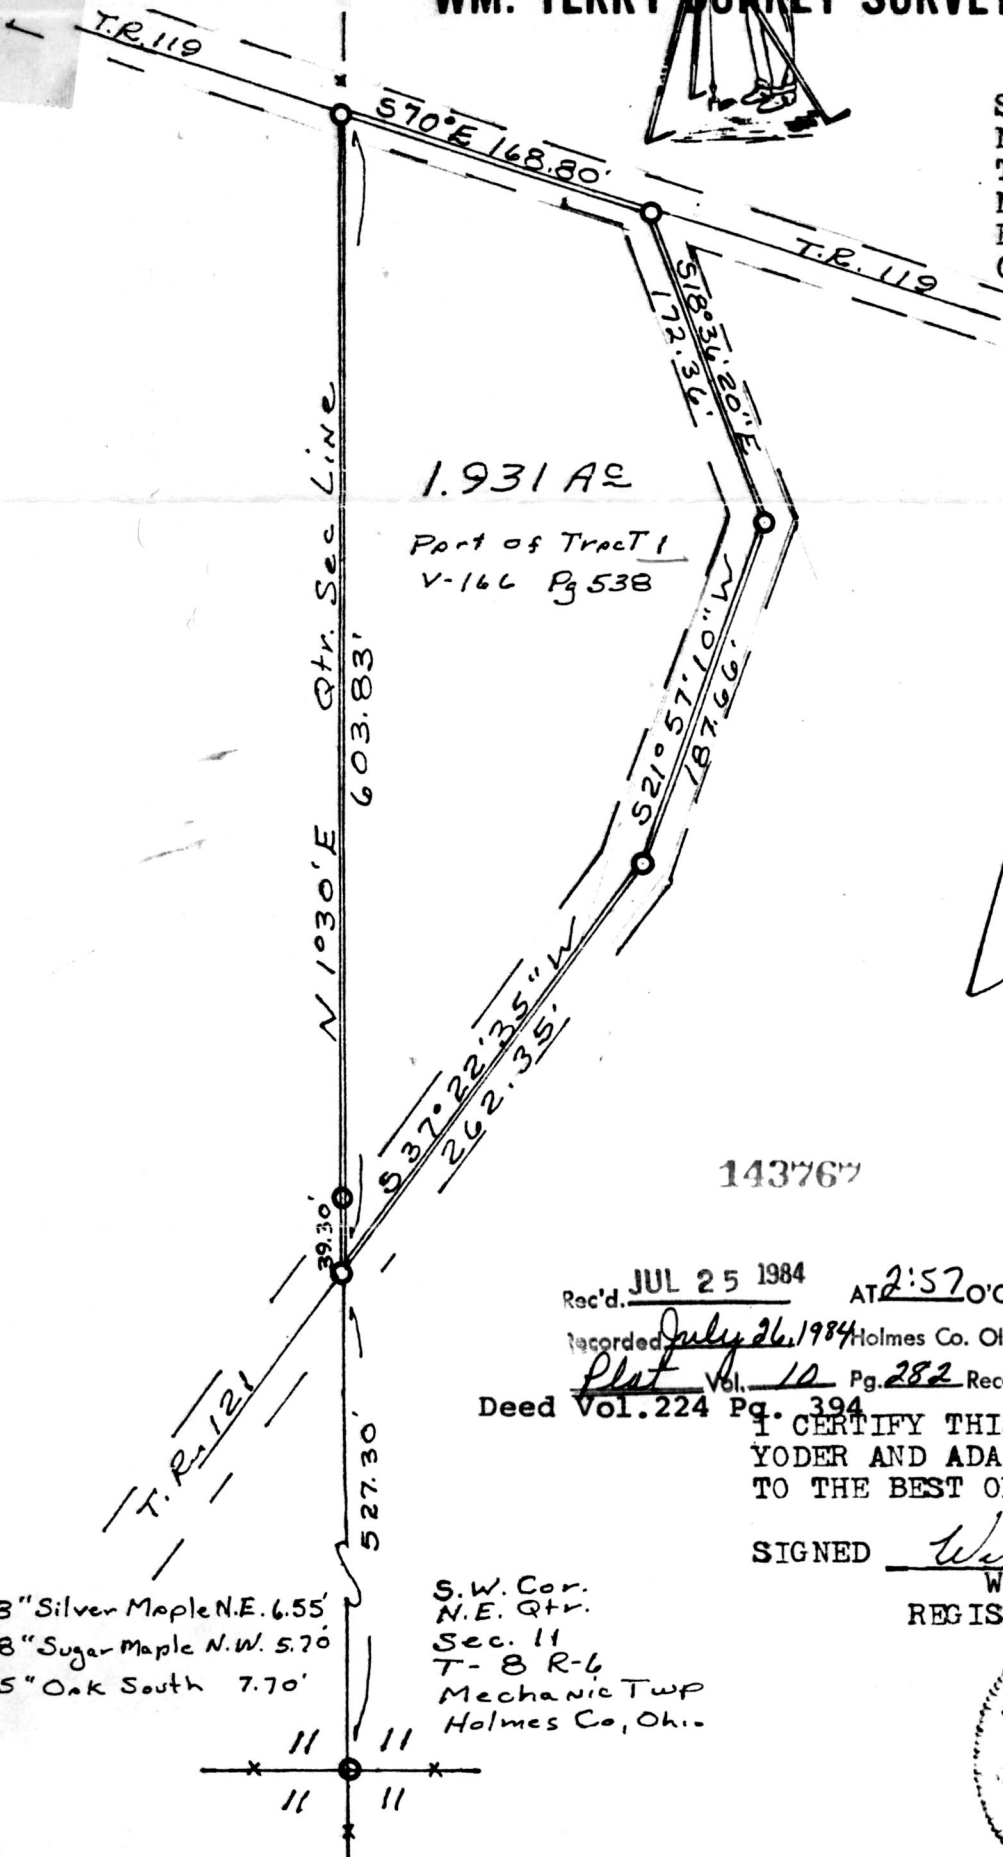 WM. TERRY DURKEY SURVEY
T.R. 119
S70°E 168.80'
T.R. 119
S18°36'20"E
172.36'
1.931 Ac
Part of Tract 1
V-166 Pg 538
Qtr. Sec Line
603.83'
N 1°30'E
S21°57'10"W
187.66'
S37°22'35"W
262.35'
39.30'
143767
Rec'd. JUL 25 1984 AT 2:57 O'C
Recorded July 26, 1984 Holmes Co. Oh
Plat Vol. 10 Pg. 282 Rec
Deed Vol.224 Pg. 394
I CERTIFY THI
YODER AND ADA
TO THE BEST O
SIGNED
W
REGIS
T.R. 121
527.30'
3" Silver Maple N.E. 6.55'
8" Sugar Maple N.W. 5.70'
5" Oak South 7.70'
S.W. Cor.
N.E. Qtr.
Sec. 11
T-8 R-6
Mechanic Twp
Holmes Co, Ohio
11 11
11 11